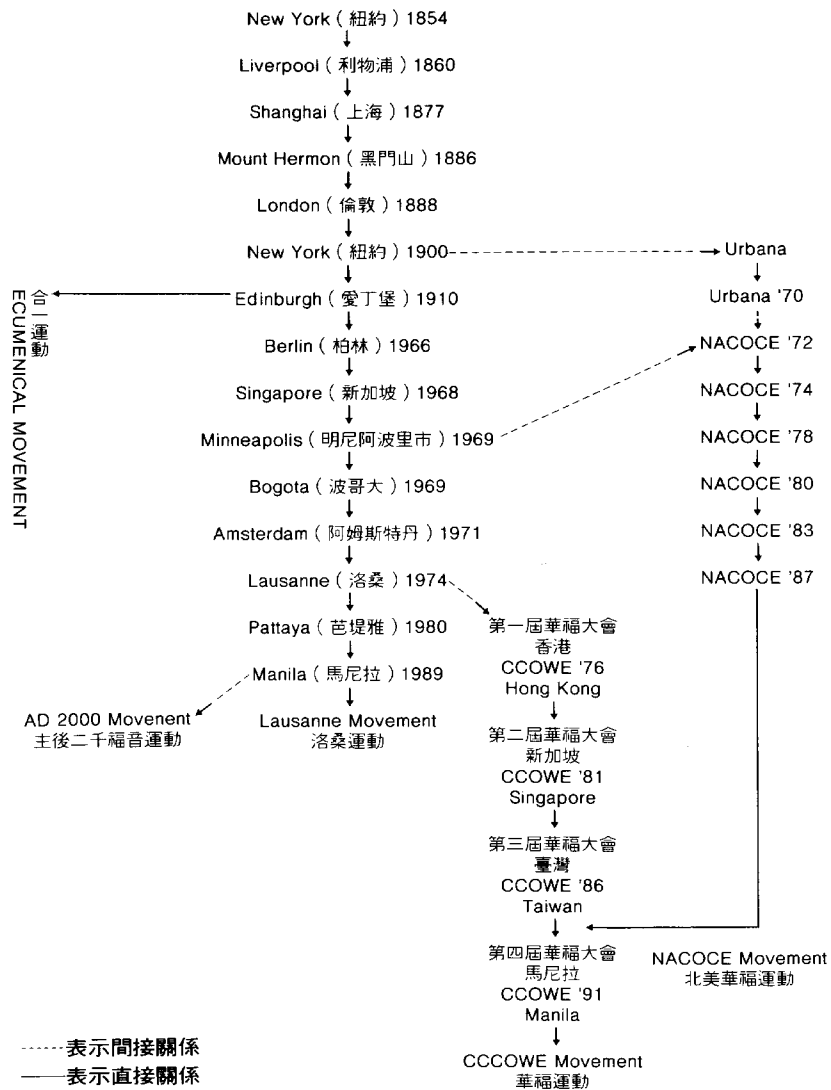 New York（紐約）1854
Liverpool（利物浦）1860
Shanghai（上海）1877
Mount Hermon（黑門山）1886
London（倫敦）1888
New York（紐約）1900
Edinburgh（愛丁堡）1910
Berlin（柏林）1966
Singapore（新加坡）1968
Minneapolis（明尼阿波里市）1969
Bogota（波哥大）1969
Amsterdam（阿姆斯特丹）1971
Lausanne（洛桑）1974
Pattaya（芭堤雅）1980
Manila（馬尼拉）1989
Lausanne Movement
洛桑運動
合一運動
ECUMENICAL MOVEMENT
AD 2000 Movenent
主後二千福音運動
第一屆華福大會
香港
CCOWE '76
Hong Kong
第二屆華福大會
新加坡
CCOWE '81
Singapore
第三屆華福大會
臺灣
CCOWE '86
Taiwan
第四屆華福大會
馬尼拉
CCOWE '91
Manila
CCCOWE Movement
華福運動
Urbana
Urbana '70
NACOCE '72
NACOCE '74
NACOCE '78
NACOCE '80
NACOCE '83
NACOCE '87
NACOCE Movement
北美華福運動
表示間接關係
表示直接關係